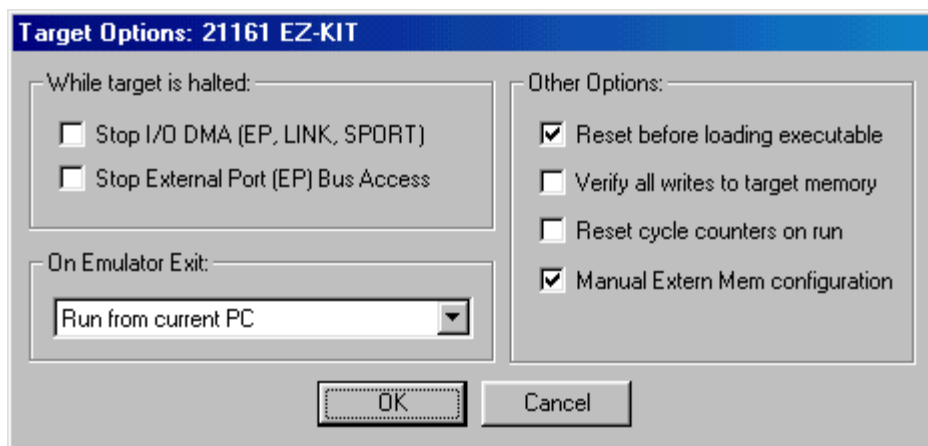 Target Options: 21161 EZ-KIT
While target is halted:
Stop I/O DMA (EP, LINK, SPORT)
Stop External Port (EP) Bus Access
On Emulator Exit:
Run from current PC
Other Options:
Reset before loading executable
Verify all writes to target memory
Reset cycle counters on run
Manual Extern Mem configuration
OK
Cancel